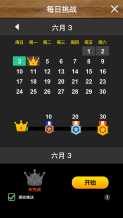 每日挑战
六月 3
周日 周一 周二 周三 周四 周五 周六
1 2
3 5 6 7 8 9
10 11 12 13 14 15 16
17 18 19 20 21 22 23
24 25 26 27 28 29 30
10 20 30
六月 3
未完成
开始